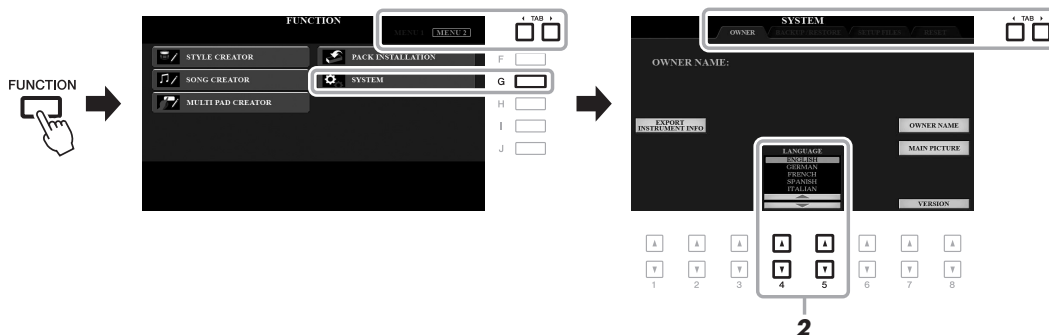 FUNCTION
FUNCTION
MENU 1 MENU 2
TAB
STYLE CREATOR
PACK INSTALLATION
SONG CREATOR
SYSTEM
MULTI PAD CREATOR
F
G
H
I
J
SYSTEM
TAB
OWNER BACKUP/RESTORE SETUP FILES RESET
OWNER NAME:
EXPORT
INSTRUMENT INFO
OWNER NAME
MAIN PICTURE
LANGUAGE
ENGLISH
GERMAN
FRENCH
SPANISH
ITALIAN
VERSION
1 2 3 4 5 6 7 8
2